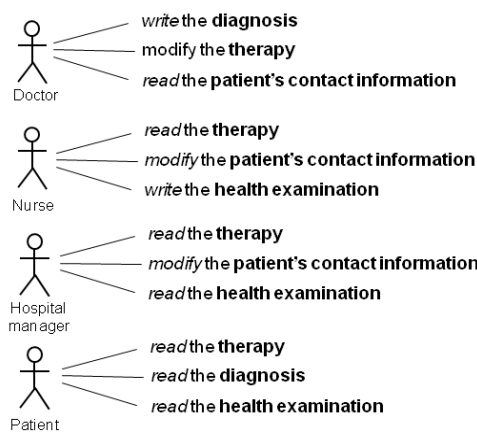 write the diagnosis
modify the therapy
read the patient's contact information
Doctor
read the therapy
modify the patient's contact information
write the health examination
Nurse
read the therapy
modify the patient's contact information
read the health examination
Hospital
manager
read the therapy
read the diagnosis
read the health examination
Patient